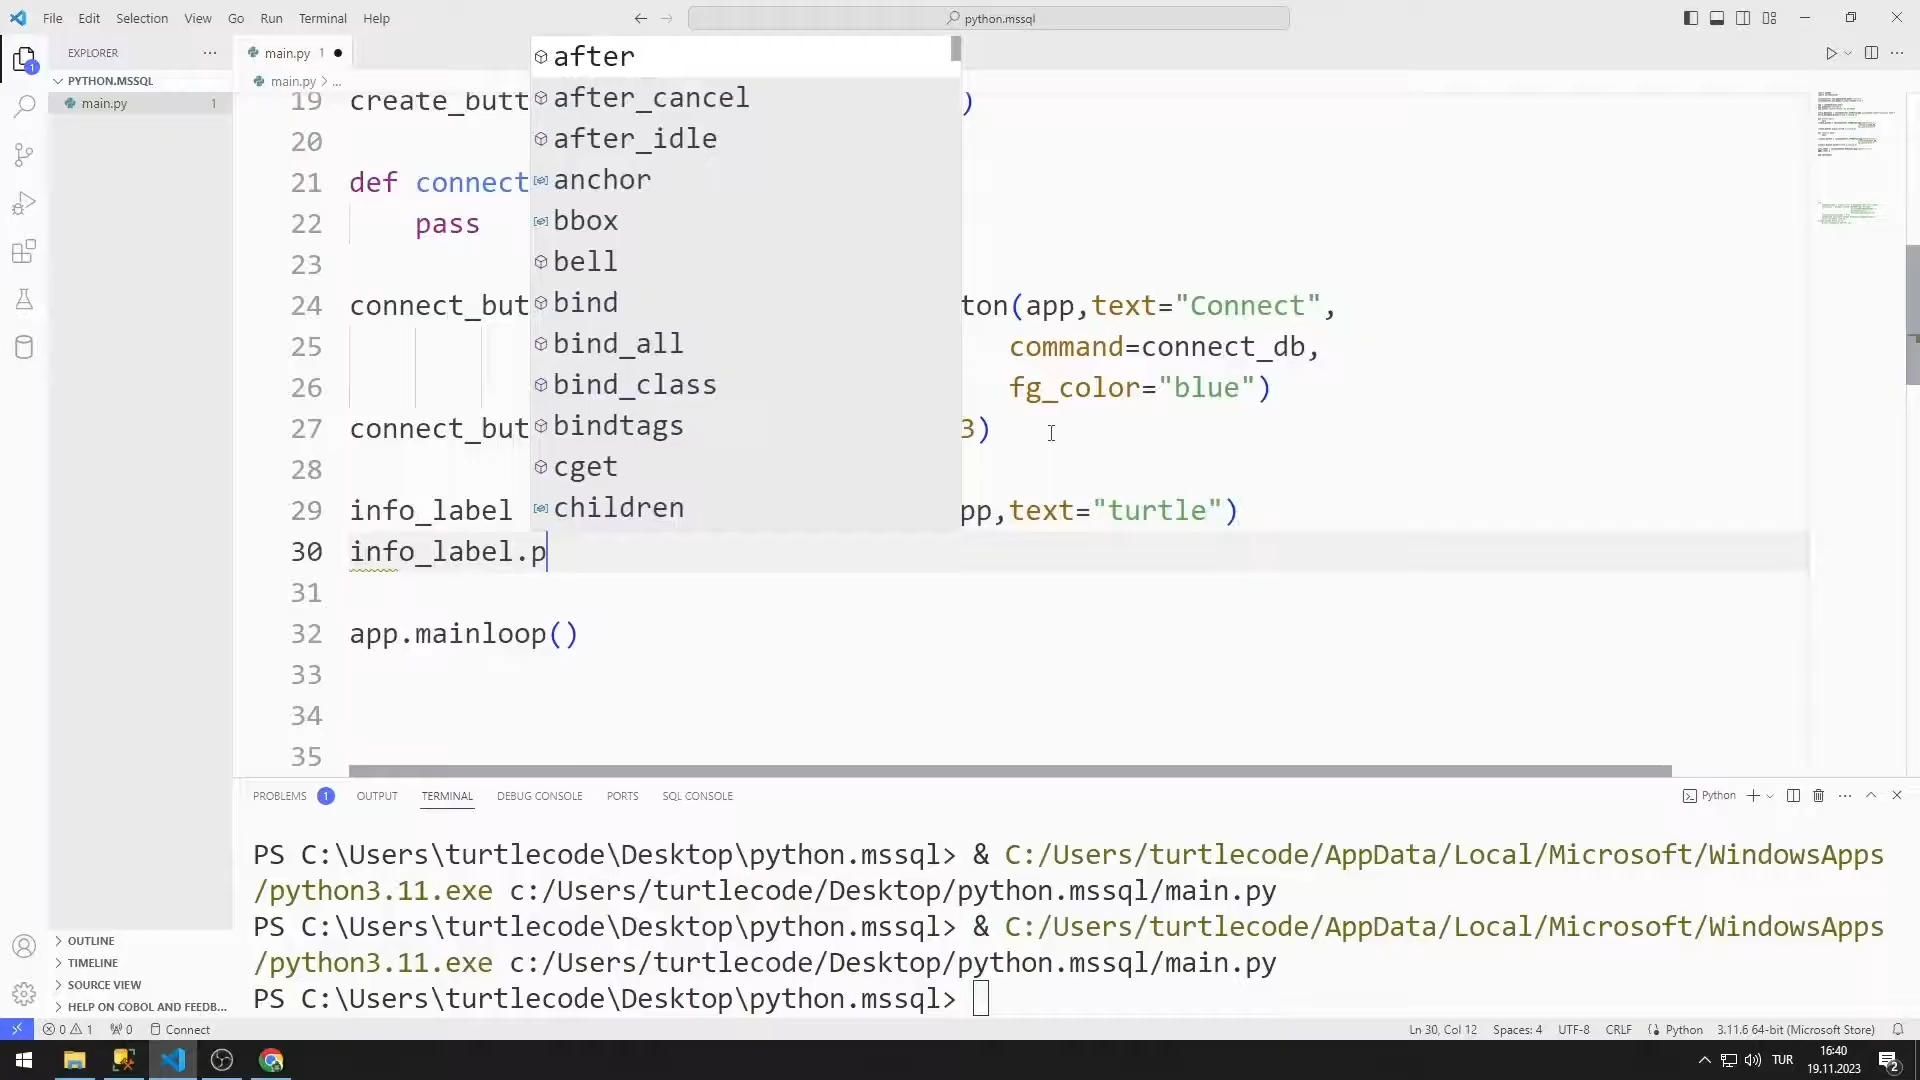 File Edit Selection View Go Run Terminal Help
python.mssql
EXPLORER
PYTHON.MSSQL
main.py 1
main.py 1
main.py > ...
19 create_butt )
20
21 def connect
22 pass
23
24 connect_but ton(app,text="Connect",
25 command=connect_db,
26 fg_color="blue")
27 connect_but 3)
28
29 info_label pp,text="turtle")
30 info_label.p
31
32 app.mainloop()
33
34
35
after
after_cancel
after_idle
anchor
bbox
bell
bind
bind_all
bind_class
bindtags
cget
children
PROBLEMS 1 OUTPUT TERMINAL DEBUG CONSOLE PORTS SQL CONSOLE
Python
PS C:\Users\turtlecode\Desktop\python.mssql> & C:/Users/turtlecode/AppData/Local/Microsoft/WindowsApps
/python3.11.exe c:/Users/turtlecode/Desktop/python.mssql/main.py
PS C:\Users\turtlecode\Desktop\python.mssql> & C:/Users/turtlecode/AppData/Local/Microsoft/WindowsApps
/python3.11.exe c:/Users/turtlecode/Desktop/python.mssql/main.py
PS C:\Users\turtlecode\Desktop\python.mssql>
OUTLINE
TIMELINE
SOURCE VIEW
HELP ON COBOL AND FEEDB...
0 1 0 Connect
Ln 30, Col 12 Spaces: 4 UTF-8 CRLF Python 3.11.6 64-bit (Microsoft Store)
TUR
16:40
19.11.2023
2